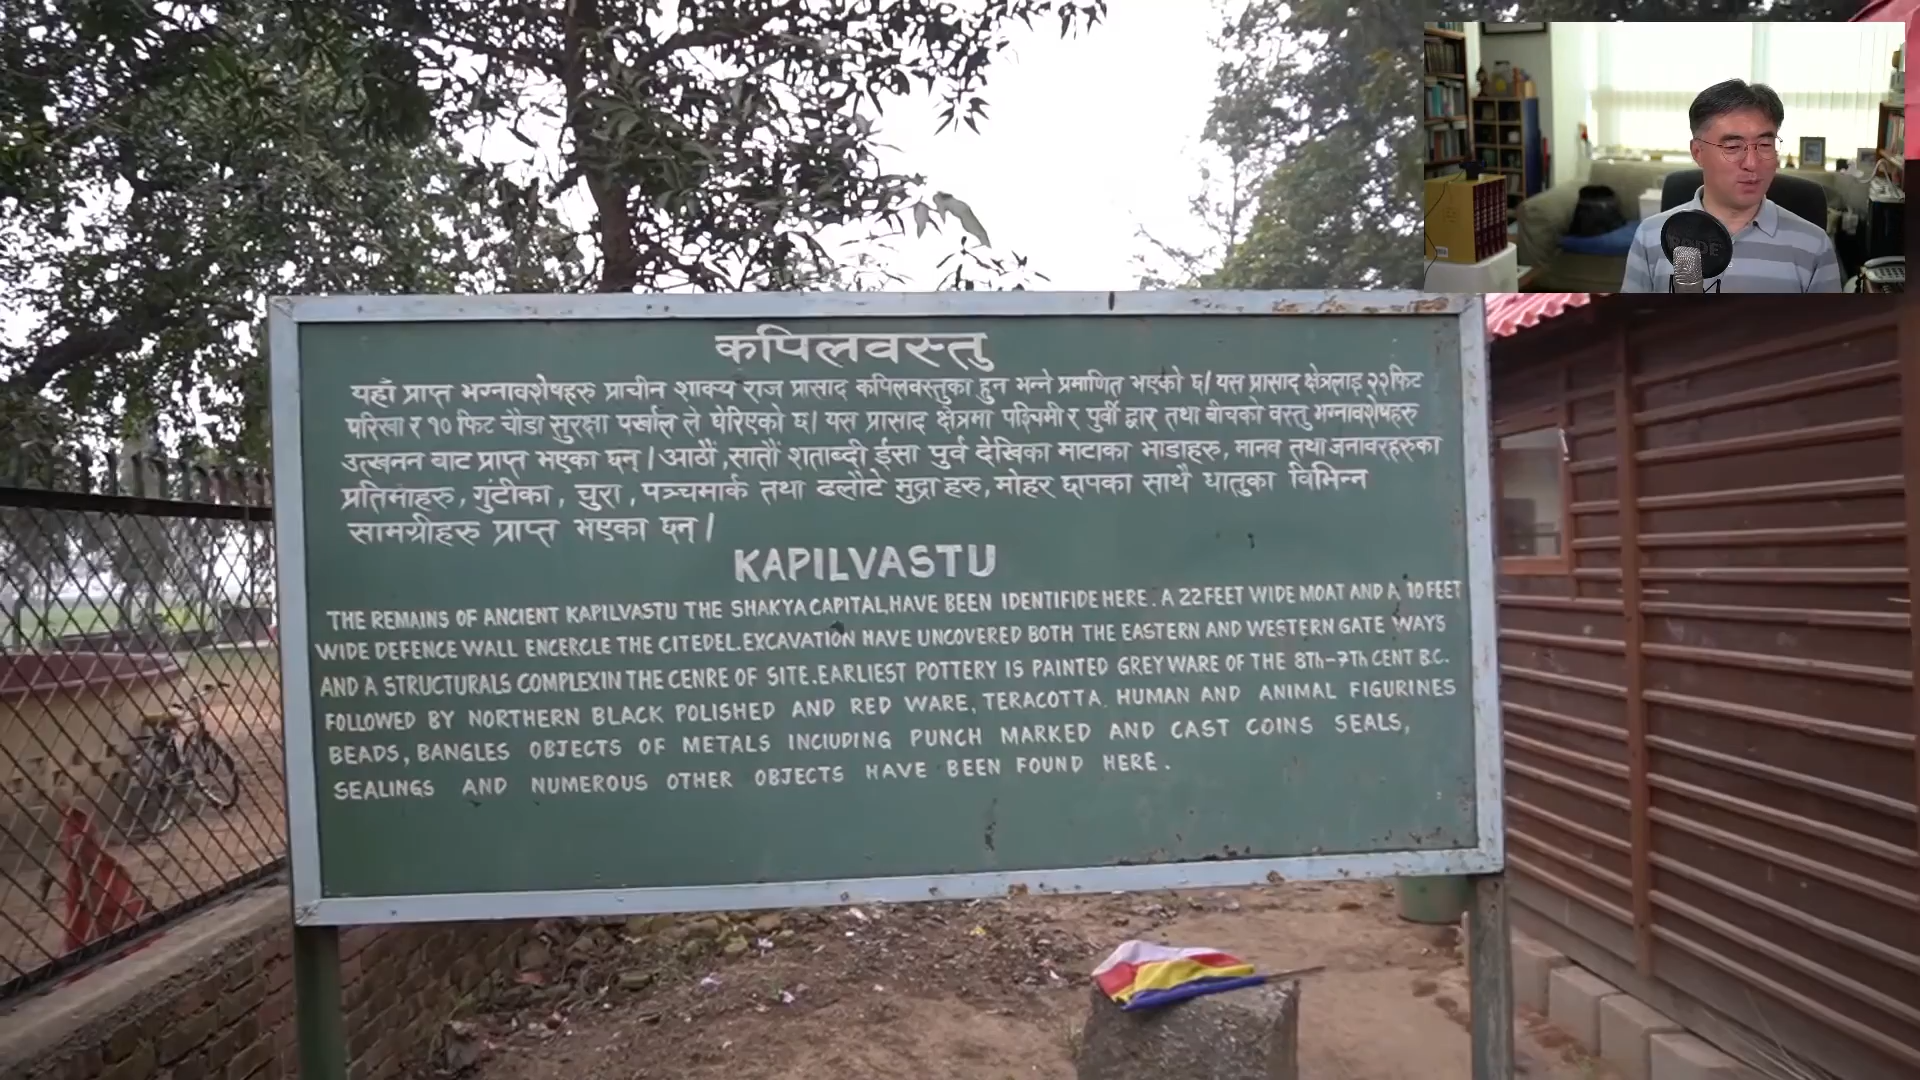 कपिलवस्तु
यहाँ प्राप्त भग्नावशेषहरु प्राचीन शाक्य राज प्रासाद कपिलवस्तुका हुन भन्ने प्रमाणित भएको छ। यस प्रासाद क्षेत्रलाइ २२फिट
परिखा र १० फिट चौडा सुरक्षा पर्खाल ले घेरिएको छ। यस प्रासाद क्षेत्रमा पश्चिमी र पुर्वी द्वार तथा बीचको वस्तु भग्नावशेषहरु
उत्खनन बाट प्राप्त भएका छन्। आठौं ,सातौं शताब्दी ईसा पुर्व देखिका माटाका भाडाहरु, मानव तथा जनावरहरुका
प्रतिमाहरु, गुंटीका, चुरा, पञ्चमार्क तथा ढलौटे मुद्रा हरु, मोहर छापका साथै धातुका विभिन्न
सामग्रीहरु प्राप्त भएका छन्।
KAPILVASTU
THE REMAINS OF ANCIENT KAPILVASTU THE SHAKYA CAPITAL,HAVE BEEN IDENTIFIDE HERE. A 22FEET WIDE MOAT AND A 10 FEET
WIDE DEFENCE WALL ENCERCLE THE CITEDEL.EXCAVATION HAVE UNCOVERED BOTH THE EASTERN AND WESTERN GATE WAYS
AND A STRUCTURALS COMPLEXIN THE CENRE OF SITE.EARLIEST POTTERY IS PAINTED GREY WARE OF THE 8Th-7Th CENT B.C.
FOLLOWED BY NORTHERN BLACK POLISHED AND RED WARE, TERACOTTA. HUMAN AND ANIMAL FIGURINES
BEADS, BANGLES OBJECTS OF METALS INCIUDING PUNCH MARKED AND CAST COINS SEALS,
SEALINGS AND NUMEROUS OTHER OBJECTS HAVE BEEN FOUND HERE.
RODE